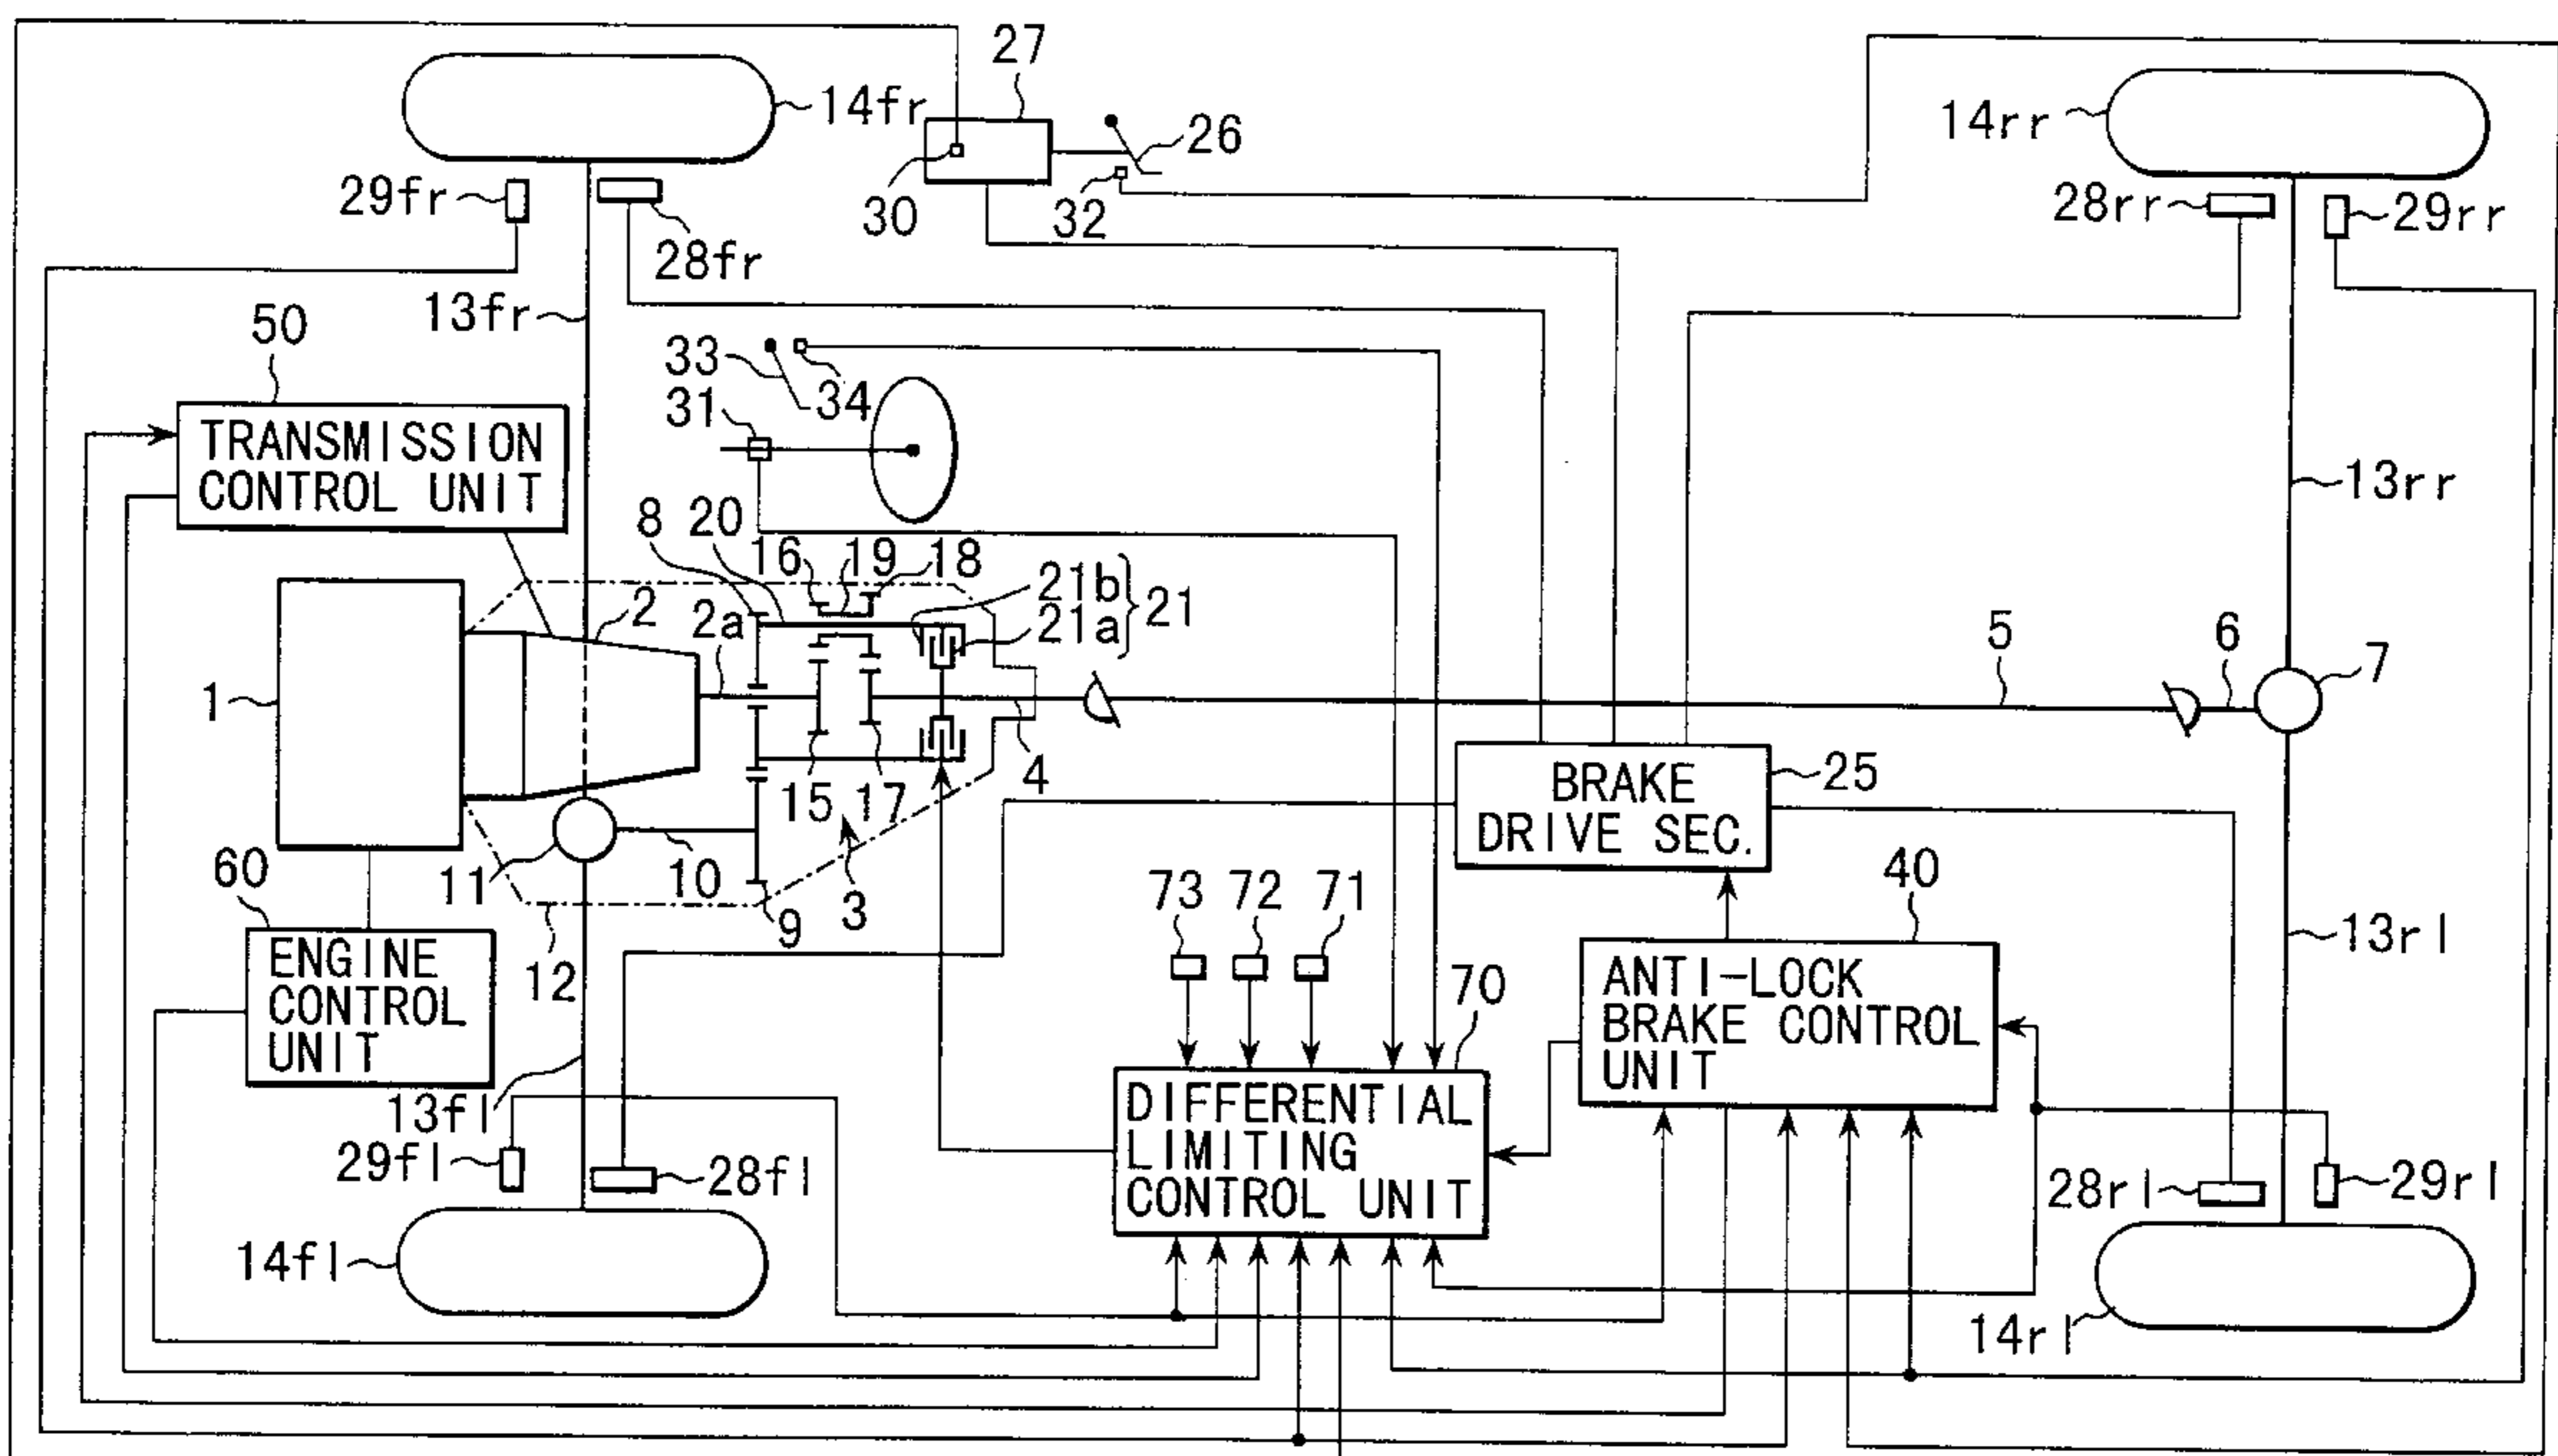 27
14fr
26
14rr
29fr
30
32
28rr
29rr
28fr
13fr
50
33
34
31
TRANSMISSION
CONTROL UNIT
13rr
8
20
16
19
18
21b
21a
21
2
2a
5
6
7
1
15
17
4
25
BRAKE
DRIVE SEC.
11
10
3
60
9
73
72
71
40
12
ENGINE
CONTROL
UNIT
70
ANTI-LOCK
BRAKE CONTROL
UNIT
13rl
13fl
DIFFERENTIAL
LIMITING
CONTROL UNIT
29fl
28fl
28rl
29rl
14fl
14rl